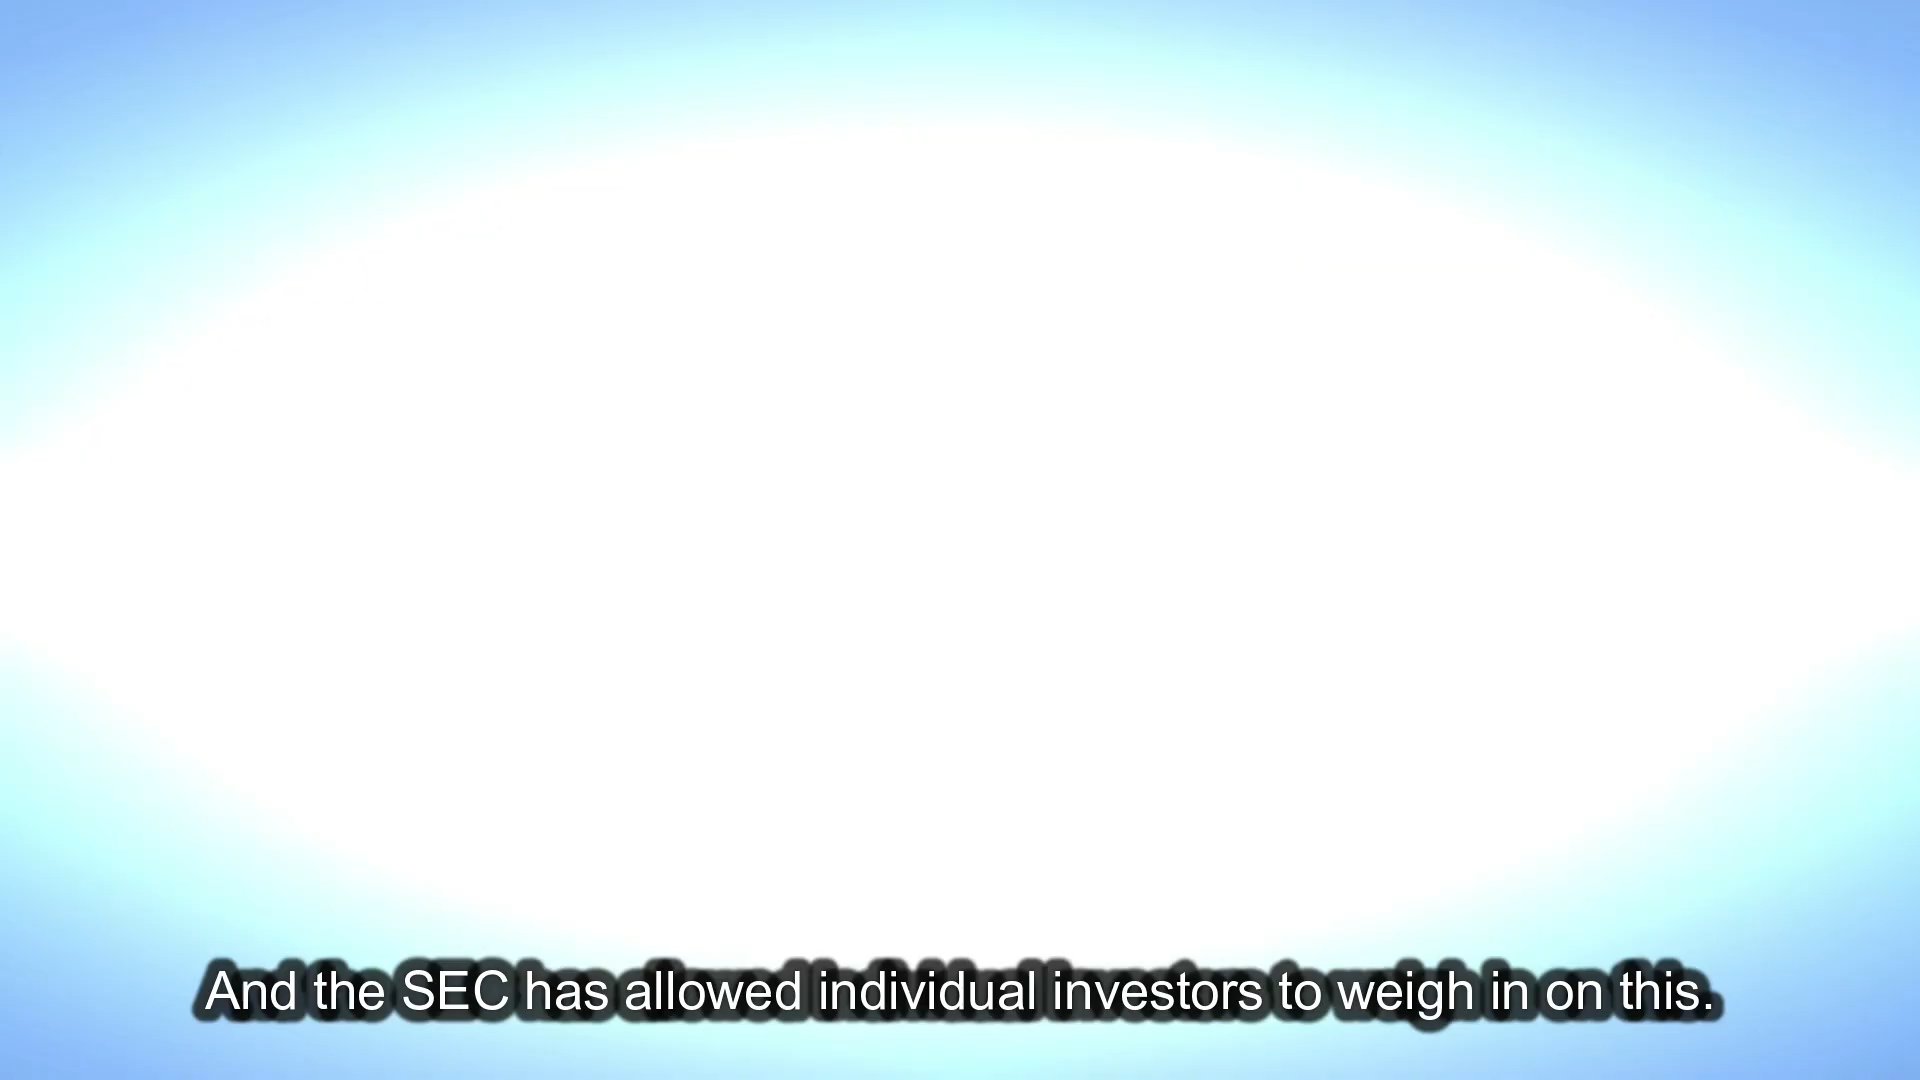 And the SEC has allowed individual investors to weigh in on this.